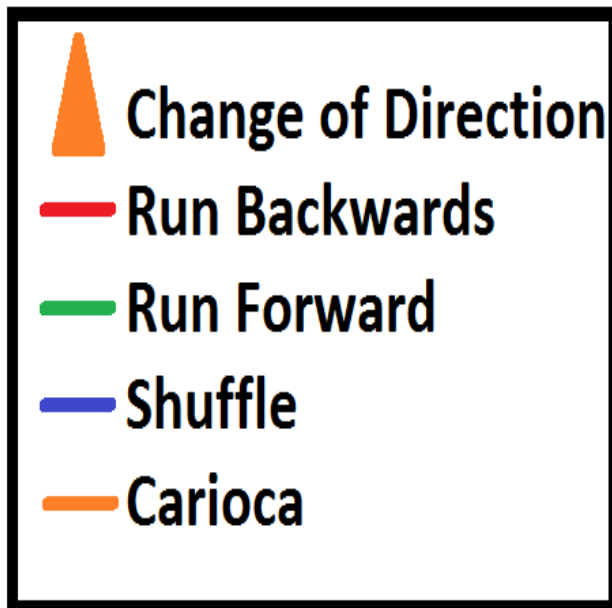 Change of Direction
Run Backwards
Run Forward
Shuffle
Carioca